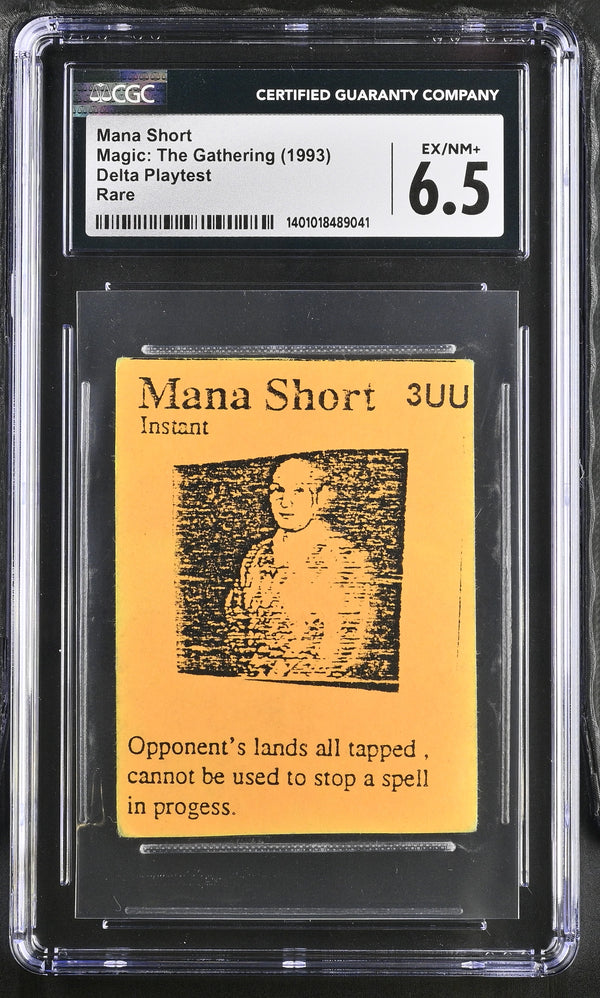 CGC
CERTIFIED GUARANTY COMPANY
Mana Short
Magic: The Gathering (1993)
Delta Playtest
Rare
EX/NM+
6.5
1401018489041
Mana Short 3UU
Instant
Opponent's lands all tapped ,
cannot be used to stop a spell
in progess.